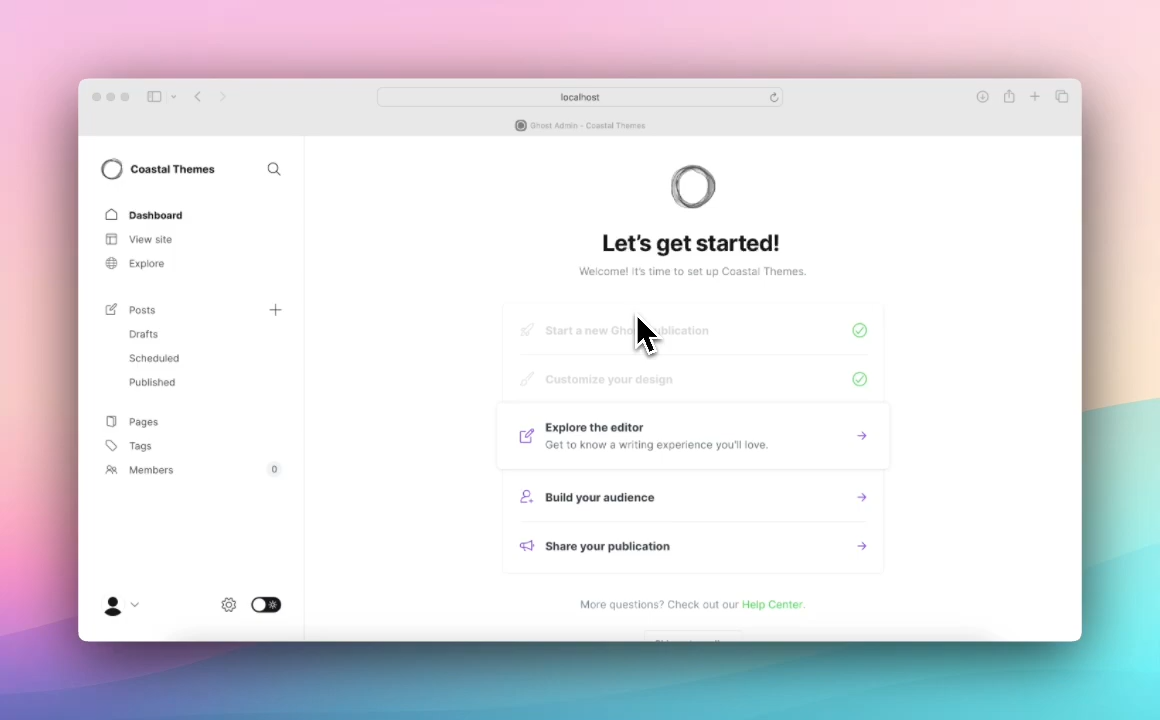 localhost
Ghost Admin - Coastal Themes
Coastal Themes
Dashboard
View site
Explore
Posts
Drafts
Scheduled
Published
Pages
Tags
Members 0
Let's get started!
Welcome! It's time to set up Coastal Themes.
Start a new
Customize your design
Explore the editor
Get to know a writing experience you'll love.
Build your audience
Share your publication
More questions? Check out our Help Center.